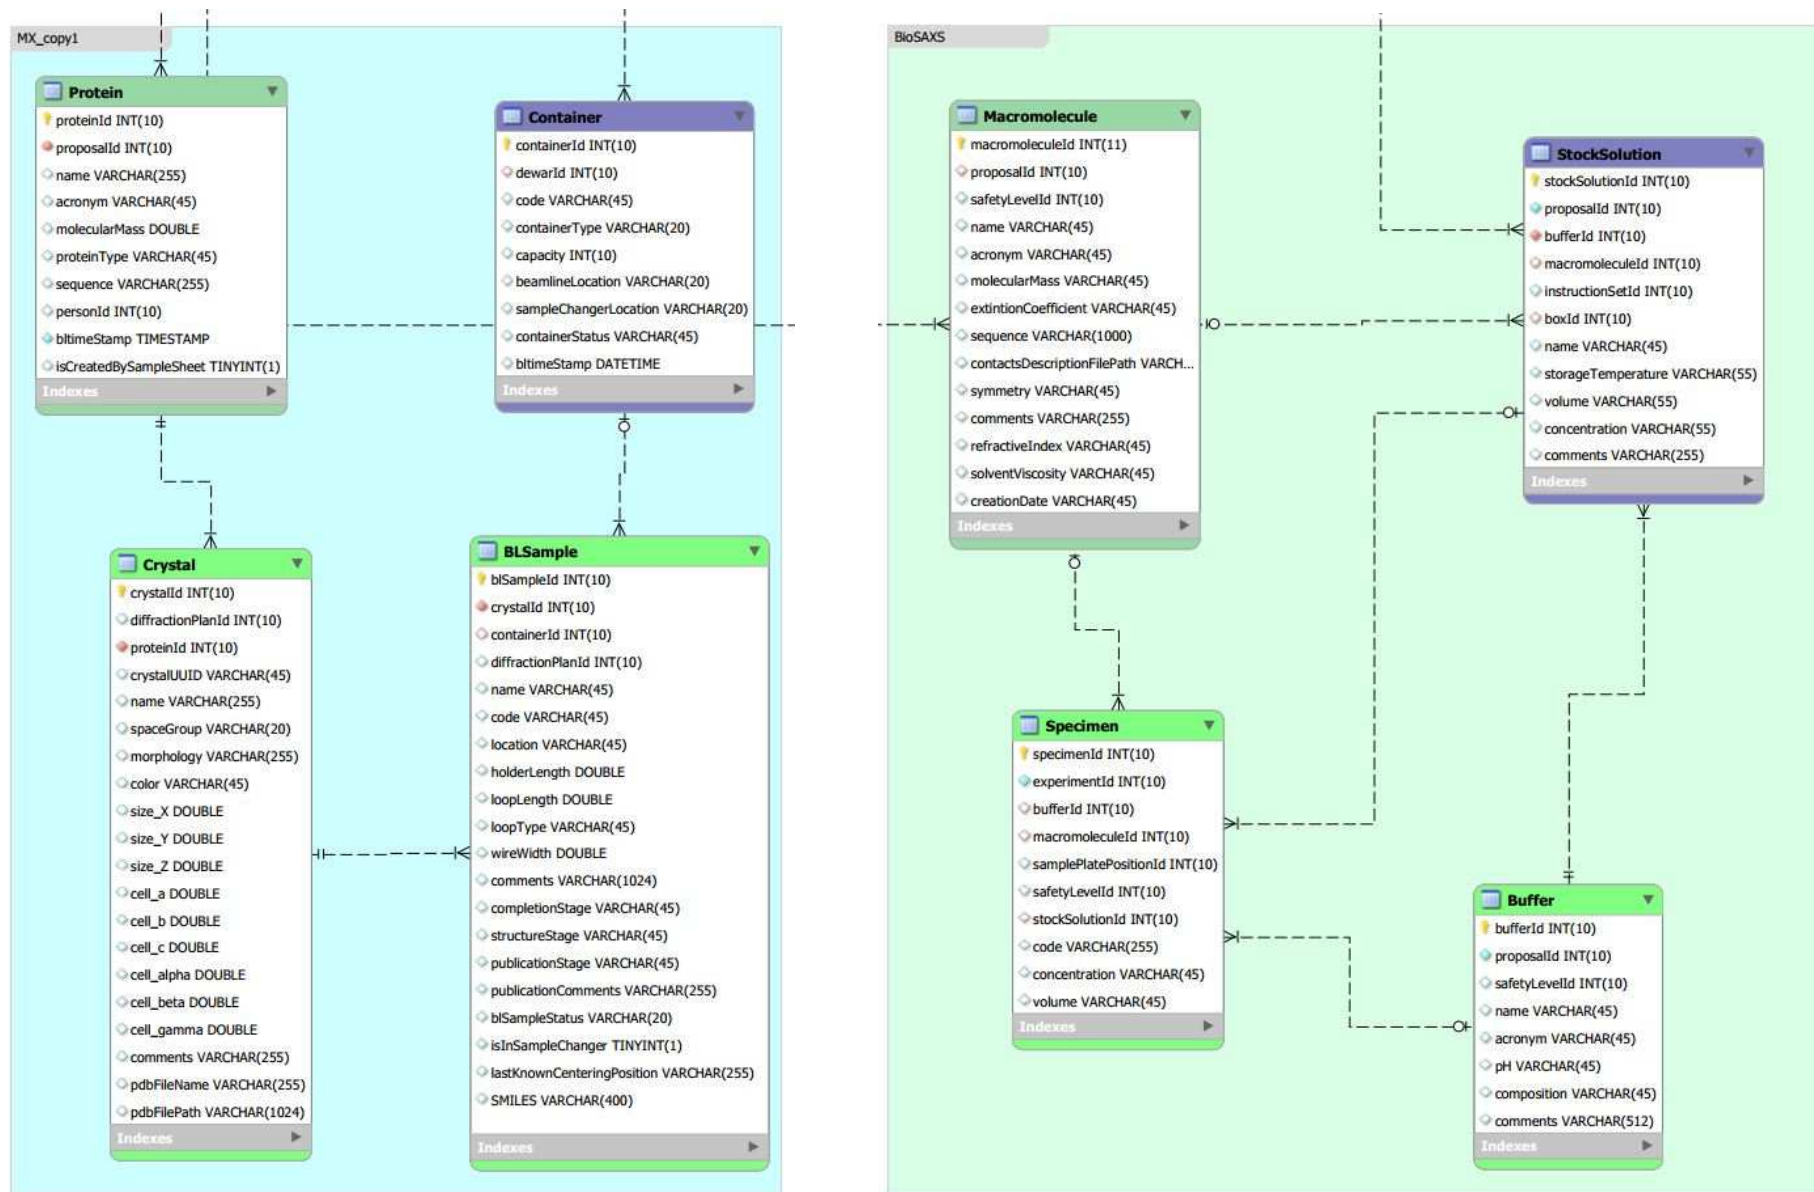 MX_copy1
Protein
proteinId INT(10)
proposalId INT(10)
name VARCHAR(255)
acronym VARCHAR(45)
molecularMass DOUBLE
proteinType VARCHAR(45)
sequence VARCHAR(255)
personId INT(10)
bltimeStamp TIMESTAMP
isCreatedBySampleSheet TINYINT(1)
Indexes
Container
containerId INT(10)
dewarId INT(10)
code VARCHAR(45)
containerType VARCHAR(20)
capacity INT(10)
beamlineLocation VARCHAR(20)
sampleChangerLocation VARCHAR(20)
containerStatus VARCHAR(45)
bltimeStamp DATETIME
Indexes
Crystal
crystalId INT(10)
diffractionPlanId INT(10)
proteinId INT(10)
crystalUUID VARCHAR(45)
name VARCHAR(255)
spaceGroup VARCHAR(20)
morphology VARCHAR(255)
color VARCHAR(45)
size_X DOUBLE
size_Y DOUBLE
size_Z DOUBLE
cell_a DOUBLE
cell_b DOUBLE
cell_c DOUBLE
cell_alpha DOUBLE
cell_beta DOUBLE
cell_gamma DOUBLE
comments VARCHAR(255)
pdbFileName VARCHAR(255)
pdbFilePath VARCHAR(1024)
Indexes
BLSample
blSampleId INT(10)
crystalId INT(10)
containerId INT(10)
diffractionPlanId INT(10)
name VARCHAR(45)
code VARCHAR(45)
location VARCHAR(45)
holderLength DOUBLE
loopLength DOUBLE
loopType VARCHAR(45)
wireWidth DOUBLE
comments VARCHAR(1024)
completionStage VARCHAR(45)
structureStage VARCHAR(45)
publicationStage VARCHAR(45)
publicationComments VARCHAR(255)
blSampleStatus VARCHAR(20)
isInSampleChanger TINYINT(1)
lastKnownCenteringPosition VARCHAR(255)
SMILES VARCHAR(400)
Indexes
BioSAXS
Macromolecule
macromoleculeId INT(11)
proposalId INT(10)
safetyLevelId INT(10)
name VARCHAR(45)
acronym VARCHAR(45)
molecularMass VARCHAR(45)
extintionCoefficient VARCHAR(45)
sequence VARCHAR(1000)
contactsDescriptionFilePath VARCH...
symmetry VARCHAR(45)
comments VARCHAR(255)
refractiveIndex VARCHAR(45)
solventViscosity VARCHAR(45)
creationDate VARCHAR(45)
Indexes
StockSolution
stockSolutionId INT(10)
proposalId INT(10)
bufferId INT(10)
macromoleculeId INT(10)
instructionSetId INT(10)
boxId INT(10)
name VARCHAR(45)
storageTemperature VARCHAR(55)
volume VARCHAR(55)
concentration VARCHAR(55)
comments VARCHAR(255)
Indexes
Specimen
specimenId INT(10)
experimentId INT(10)
bufferId INT(10)
macromoleculeId INT(10)
samplePlatePositionId INT(10)
safetyLevelId INT(10)
stockSolutionId INT(10)
code VARCHAR(255)
concentration VARCHAR(45)
volume VARCHAR(45)
Indexes
Buffer
bufferId INT(10)
proposalId INT(10)
safetyLevelId INT(10)
name VARCHAR(45)
acronym VARCHAR(45)
pH VARCHAR(45)
composition VARCHAR(45)
comments VARCHAR(512)
Indexes